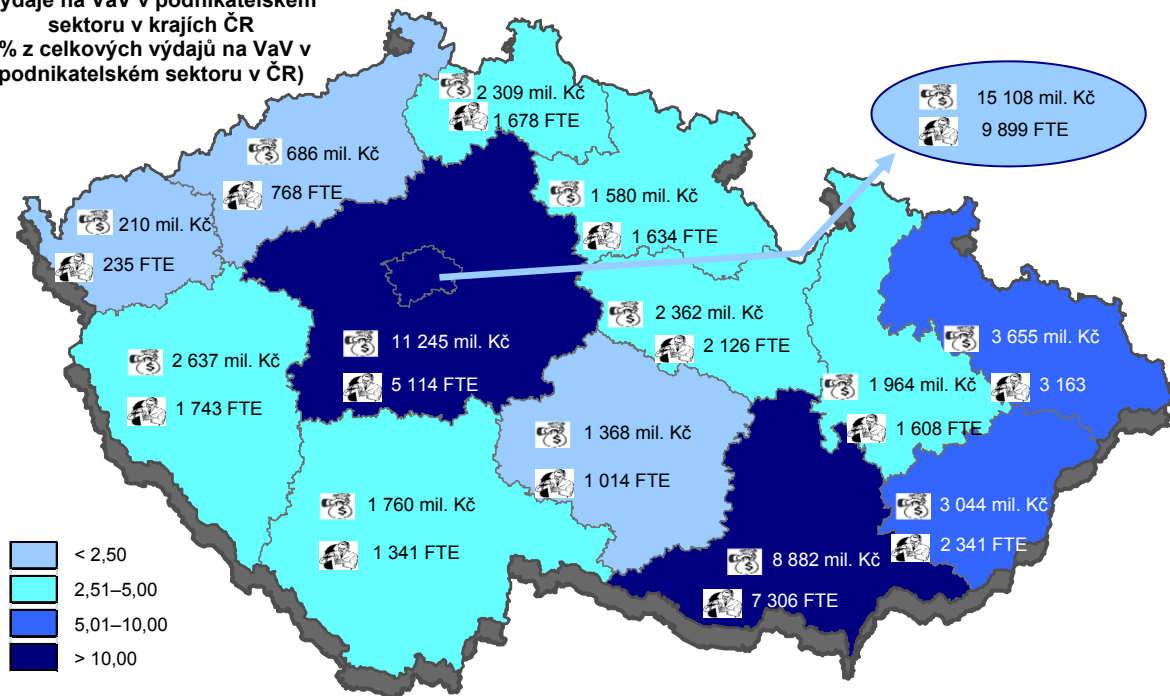 sektoru v krajích ČR
% z celkových výdajů na VaV v
podnikatelském sektoru v ČR)
15 108 mil. Kč
9 899 FTE
2 309 mil. Kč
1 678 FTE
686 mil. Kč
768 FTE
1 580 mil. Kč
1 634 FTE
210 mil. Kč
235 FTE
2 362 mil. Kč
2 126 FTE
11 245 mil. Kč
5 114 FTE
3 655 mil. Kč
3 163
2 637 mil. Kč
1 743 FTE
1 964 mil. Kč
1 608 FTE
1 368 mil. Kč
1 014 FTE
1 760 mil. Kč
1 341 FTE
3 044 mil. Kč
2 341 FTE
8 882 mil. Kč
7 306 FTE
< 2,50
2,51–5,00
5,01–10,00
> 10,00